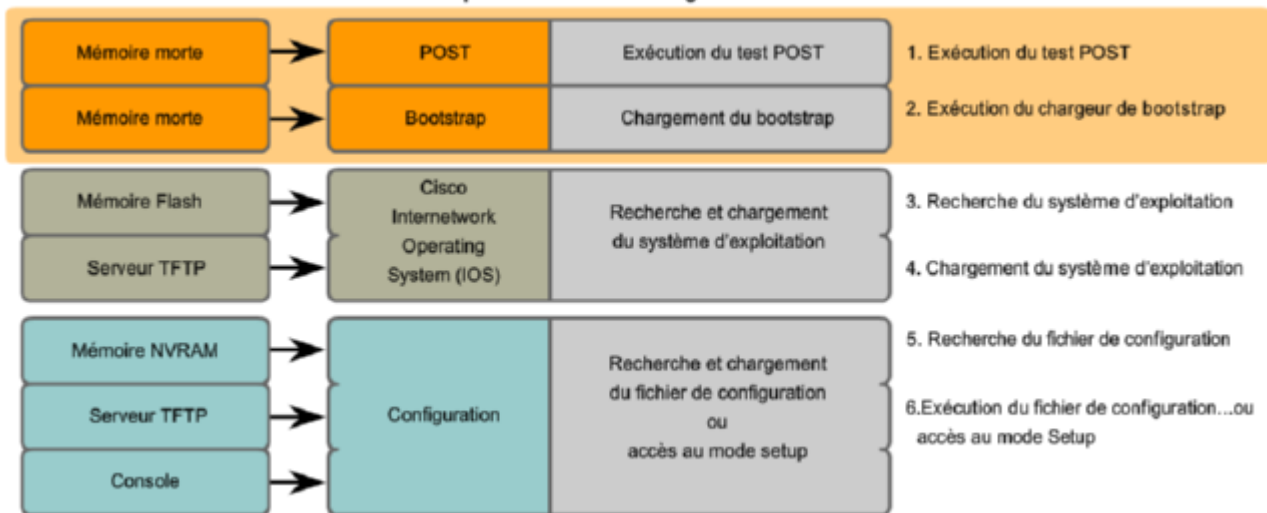 Mémoire morte
POST
Exécution du test POST
1. Exécution du test POST
Mémoire morte
Bootstrap
Chargement du bootstrap
2. Exécution du chargeur de bootstrap
Mémoire Flash
Serveur TFTP
Cisco
Internetwork
Operating
System (IOS)
Recherche et chargement
du système d'exploitation
3. Recherche du système d'exploitation
4. Chargement du système d'exploitation
Mémoire NVRAM
Serveur TFTP
Console
Configuration
Recherche et chargement
du fichier de configuration
ou
accès au mode setup
5. Recherche du fichier de configuration
6.Exécution du fichier de configuration...ou
accès au mode Setup